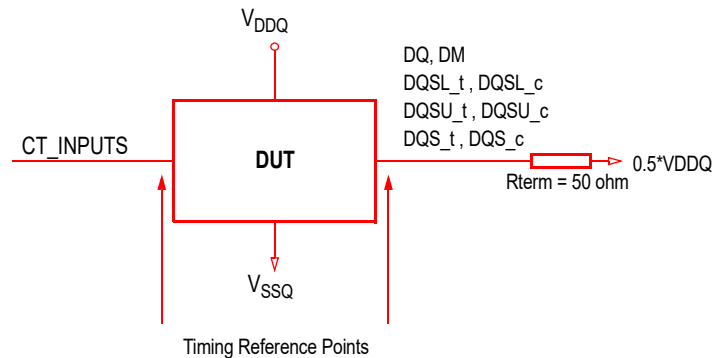 VDDQ
DQ, DM
DQSL_t , DQSL_c
DQSU_t , DQSU_c
DQS_t , DQS_c
CT_INPUTS
DUT
0.5*VDDQ
Rterm = 50 ohm
VSSQ
Timing Reference Points